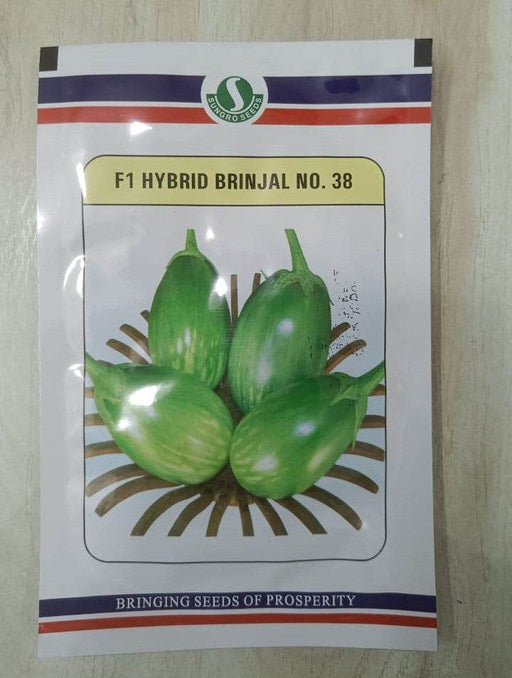 SUNGRO SEEDS
F1 HYBRID BRINJAL NO. 38
BRINGING SEEDS OF PROSPERITY